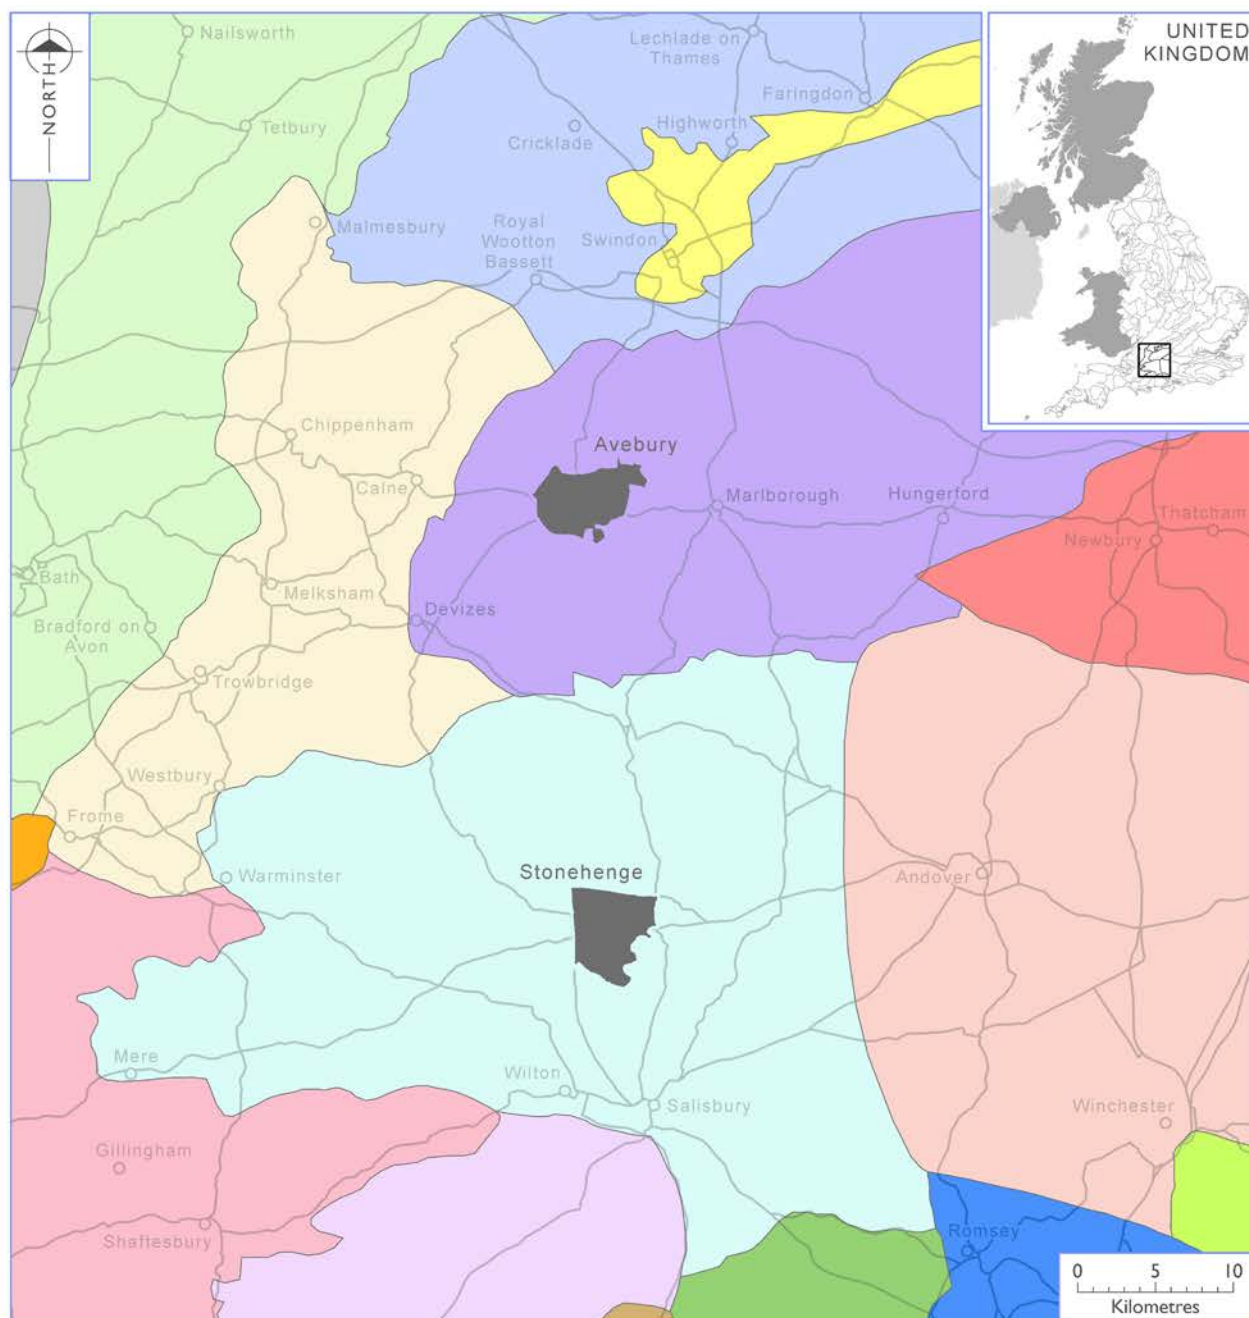 NORTH
Nailsworth
Lechlade on
Thames
UNITED
KINGDOM
Tetbury
Cricklade
Highworth
Faringdon
Malmesbury
Royal
Wootton
Bassett
Swindon
Chippenham
Avebury
Calne
Marlborough
Hungerford
Thatcham
Newbury
Bath
Melksham
Devizes
Bradford on
Avon
Trowbridge
Westbury
Frome
Warminster
Stonehenge
Andover
Mere
Wilton
Salisbury
Winchester
Gillingham
Shaftesbury
Romsey
0 5 10
Kilometres